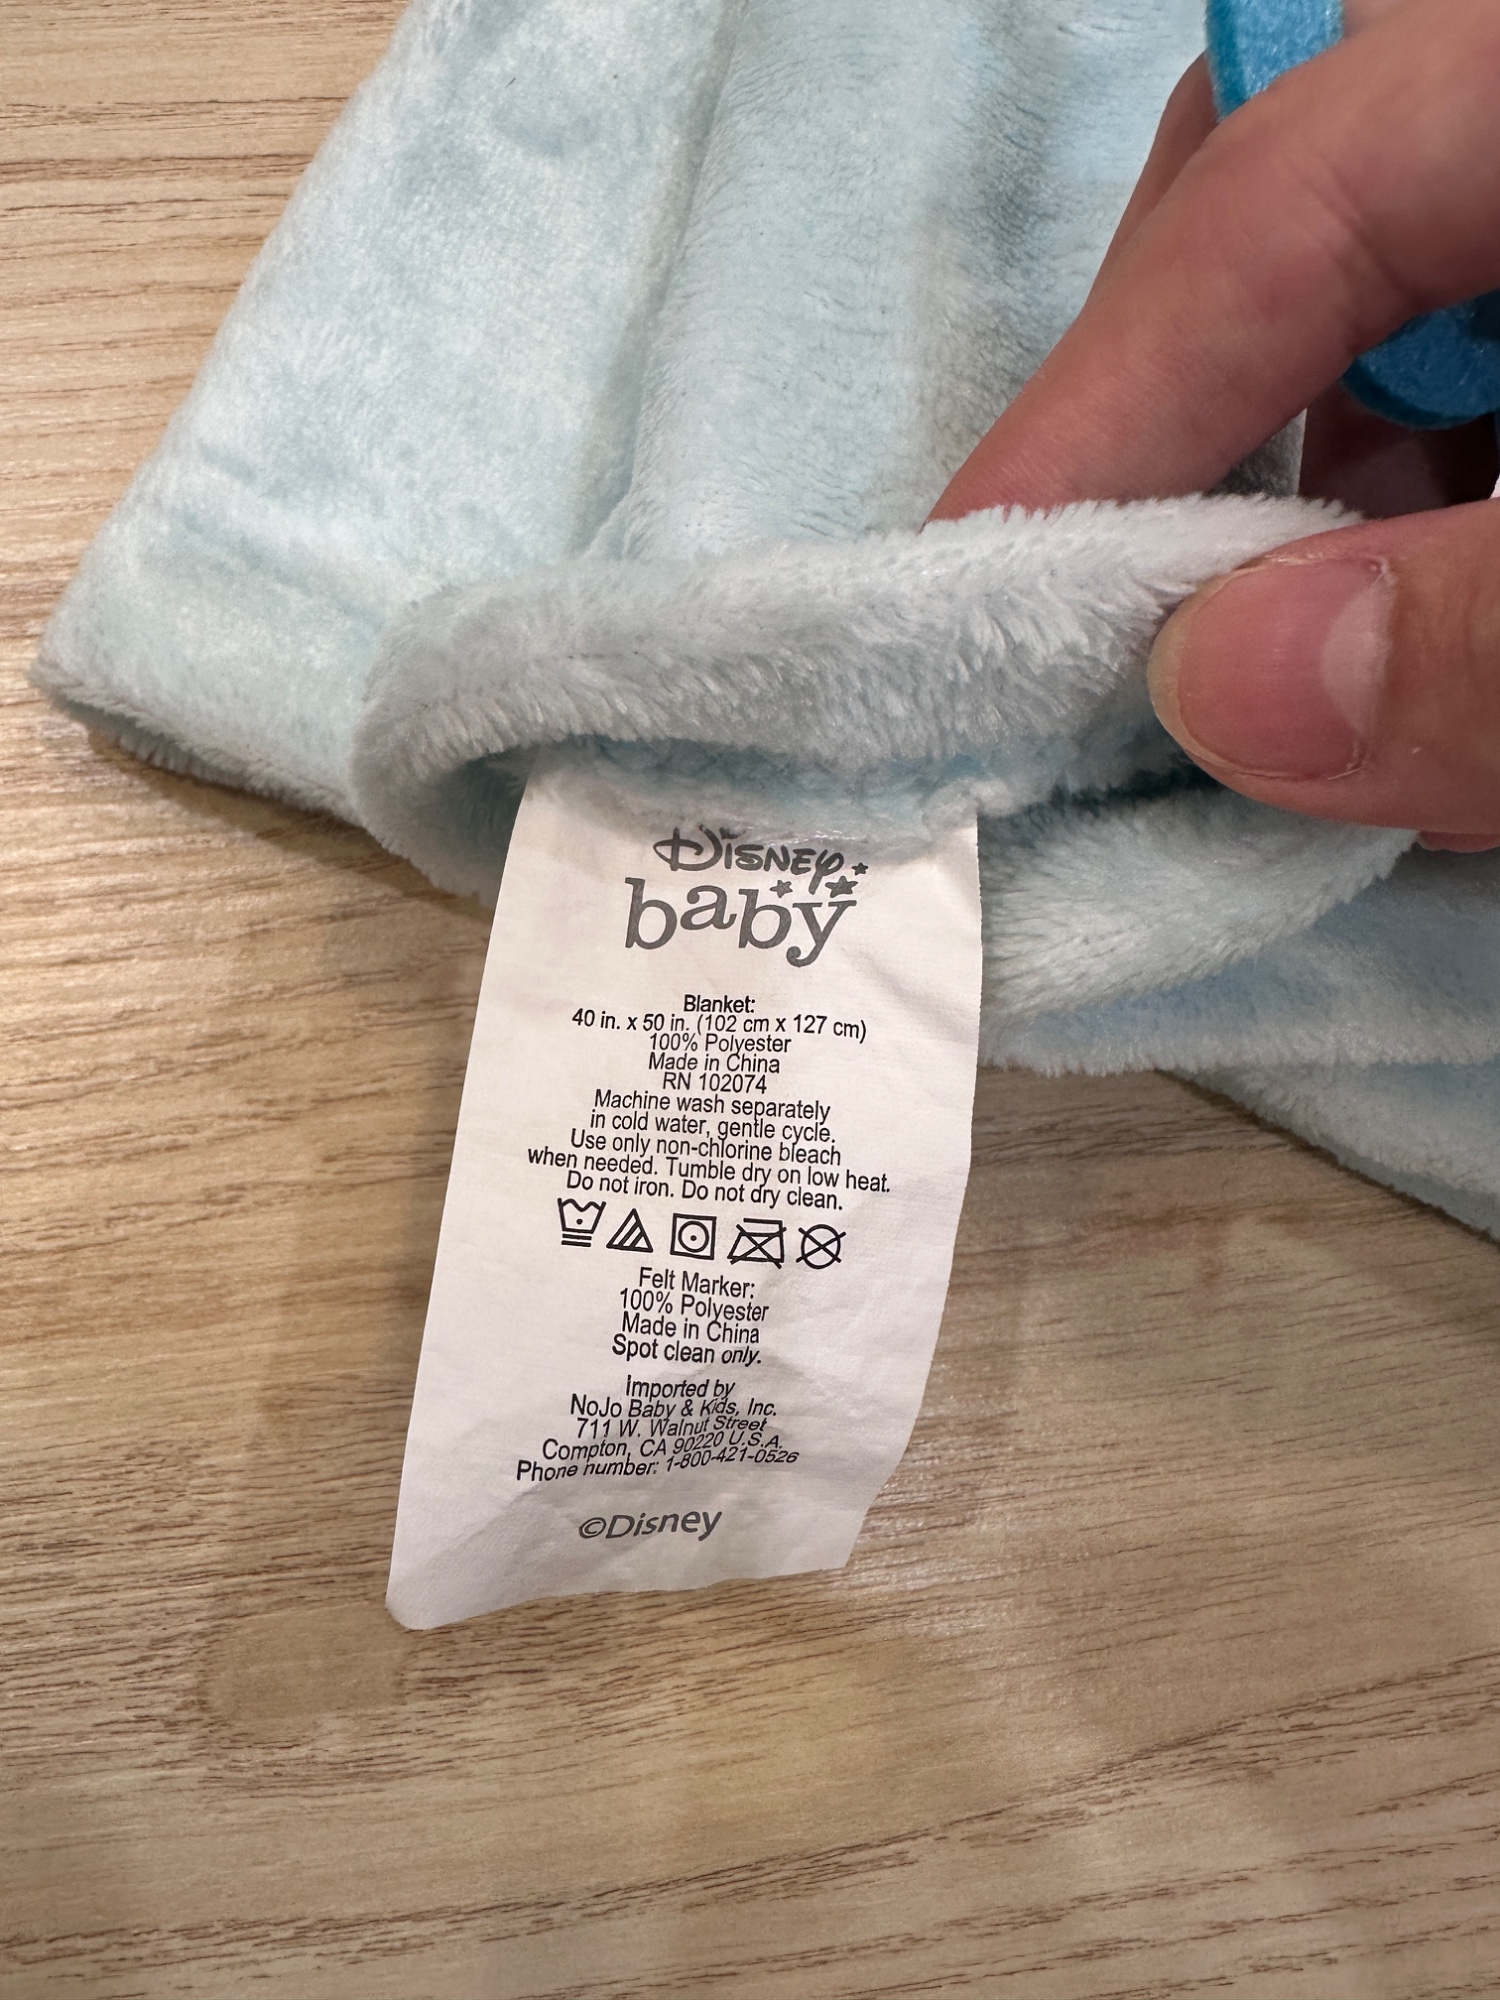 Disney
baby
Blanket:
40 in. x 50 in. (102 cm x 127 cm)
100% Polyester
Made in China
RN 102074
Machine wash separately
in cold water, gentle cycle.
Use only non-chlorine bleach
when needed. Tumble dry on low heat.
Do not iron. Do not dry clean.
Felt Marker:
100% Polyester
Made in China
Spot clean only.
Imported by
NoJo Baby & Kids, Inc.
711 W. Walnut Street
Compton, CA 90220 U.S.A.
Phone number: 1-800-421-0526
©Disney